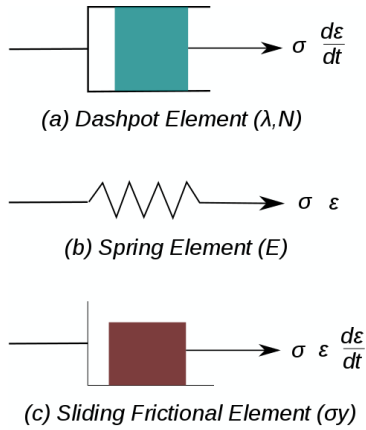 σ dε/dt
(a) Dashpot Element (λ,N)
σ ε
(b) Spring Element (E)
σ ε dε/dt
(c) Sliding Frictional Element (σy)